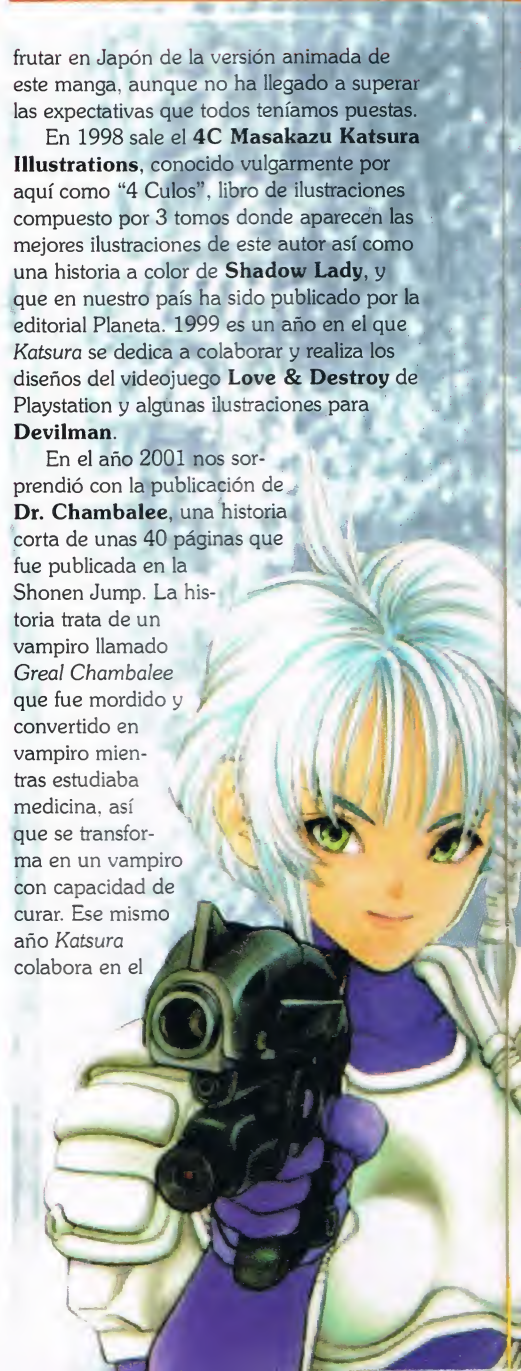 frutar en Japón de la versión animada de
este manga, aunque no ha llegado a superar
las expectativas que todos teníamos puestas.
En 1998 sale el 4C Masakazu Katsura
Illustrations, conocido vulgarmente por
aquí como “4 Culos”, libro de ilustraciones
compuesto por 3 tomos donde aparecen las
mejores ilustraciones de este autor así como
una historia a color de Shadow Lady, y
que en nuestro país ha sido publicado por la
editorial Planeta. 1999 es un año en el que
Katsura se dedica a colaborar y realiza los
diseños del videojuego Love & Destroy de
Playstation y algunas ilustraciones para
Devilman.
En el año 2001 nos sor-
prendió con la publicación de
Dr. Chambalee, una historia
corta de unas 40 páginas que
fue publicada en la
Shonen Jump. La his-
toria trata de un
vampiro llamado
Greal Chambalee
que fue mordido y
convertido en
vampiro mien-
tras estudiaba
medicina, así
que se transfor-
ma en un vampiro
con capacidad de
curar. Ese mismo
año Katsura
colabora en el